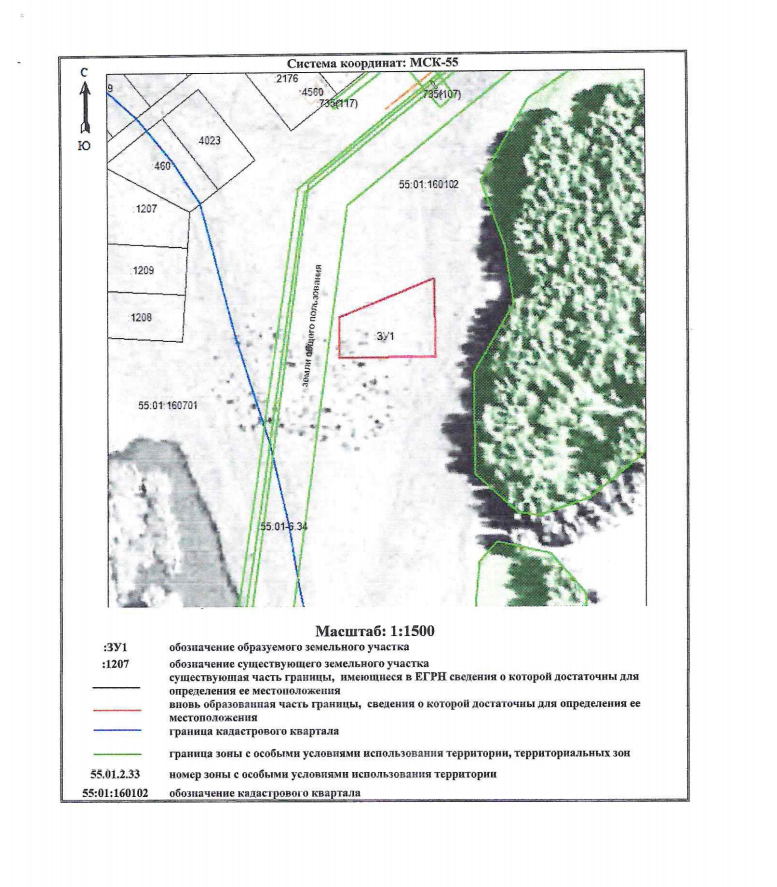 Система координат: МСК-55
С
Ю
9
:2176
:4560
735(117)
735(107)
4023
460
55:01:160102
1207
1209
1208
земли общего пользования
ЗУ1
55:01:160701
55:01-6.34
Масштаб: 1:1500
:ЗУ1 обозначение образуемого земельного участка
:1207 обозначение существующего земельного участка
существующая часть границы, имеющиеся в ЕГРН сведения о которой достаточны для
определения ее местоположения
вновь образованная часть границы, сведения о которой достаточны для определения ее
местоположения
граница кадастрового квартала
граница зоны с особыми условиями использования территории, территориальных зон
55.01.2.33 номер зоны с особыми условиями использования территории
55:01:160102 обозначение кадастрового квартала